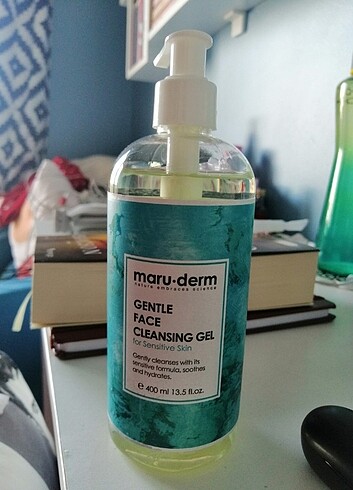 maru·derm
nature embraces science
GENTLE
FACE
CLEANSING GEL
for Sensitive Skin
Gently cleanses with its
sensitive formula, soothes
and hydrates.
℮ 400 ml 13.5 fl.oz.